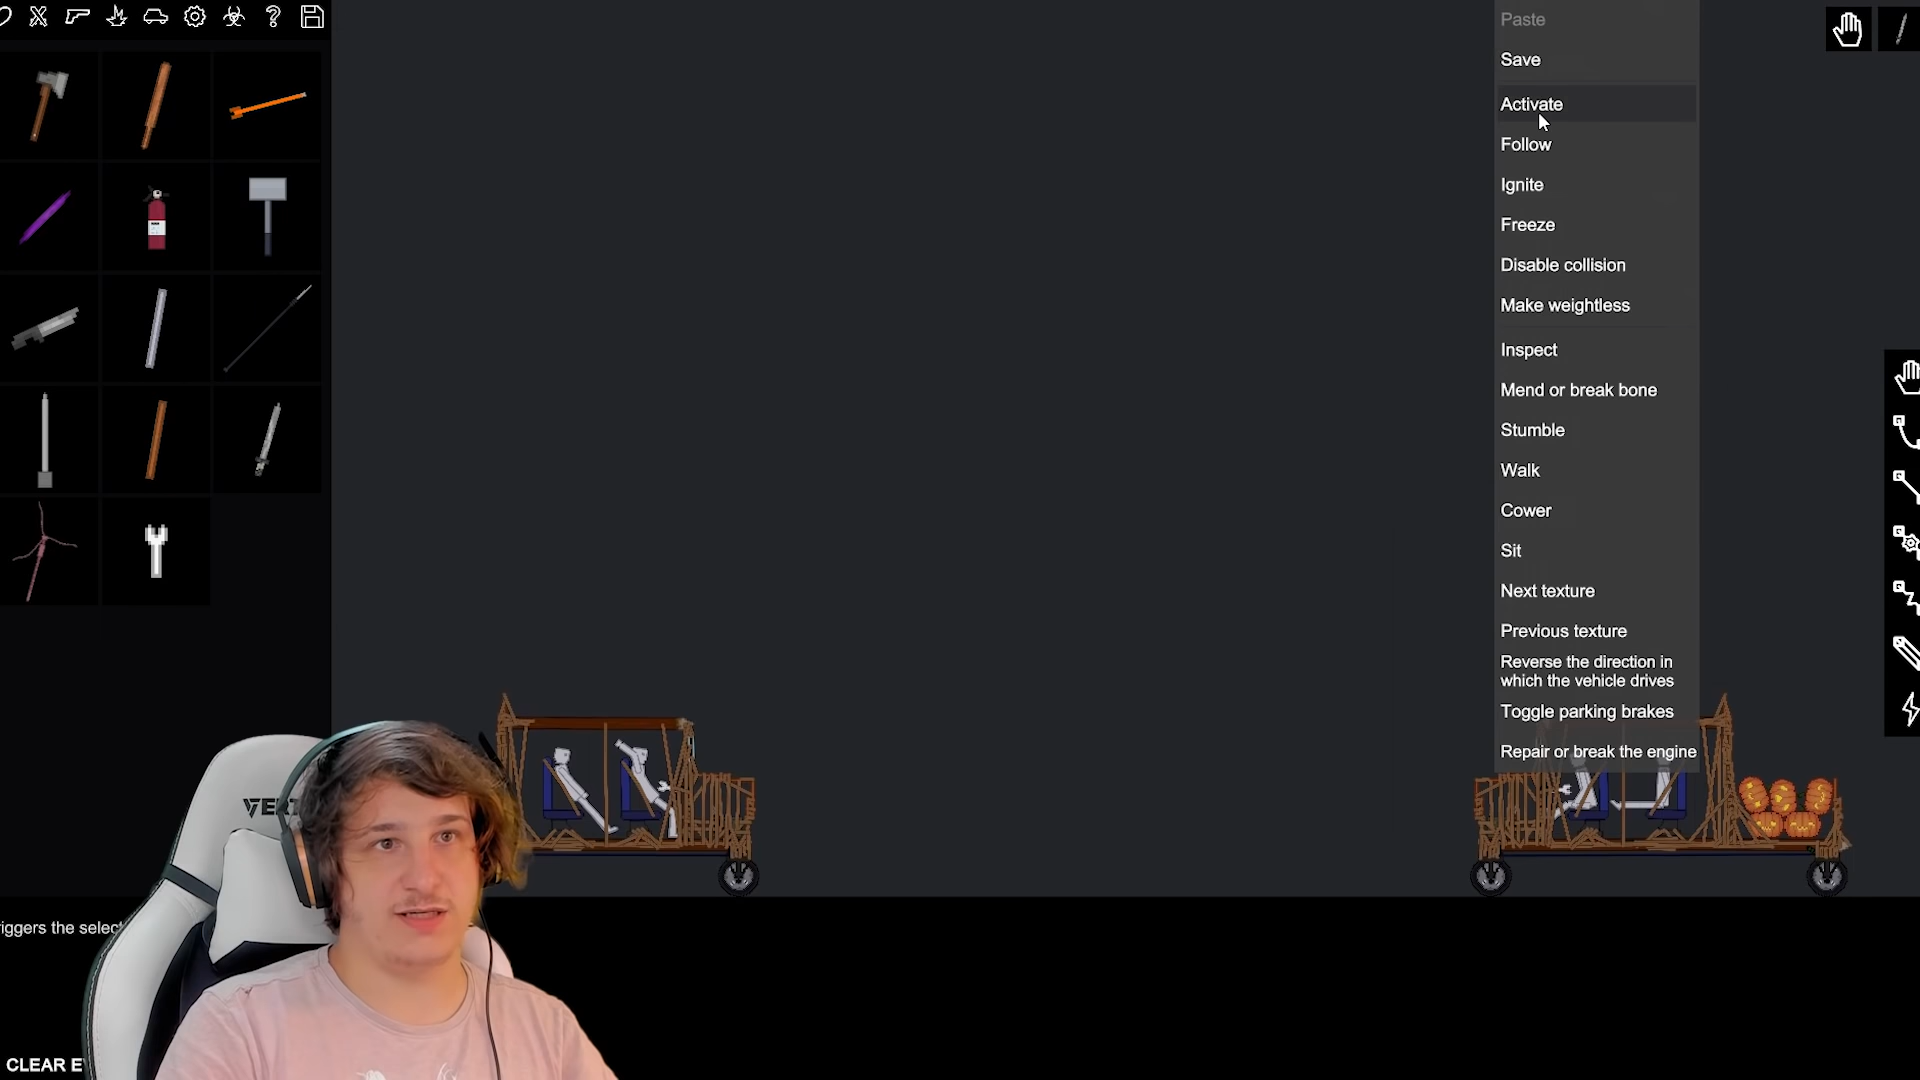 Paste
Save
Activate
Follow
Ignite
Freeze
Disable collision
Make weightless
Inspect
Mend or break bone
Stumble
Walk
Cower
Sit
Next texture
Previous texture
Reverse the direction in
which the vehicle drives
Toggle parking brakes
Repair or break the engine
the
CLEAR